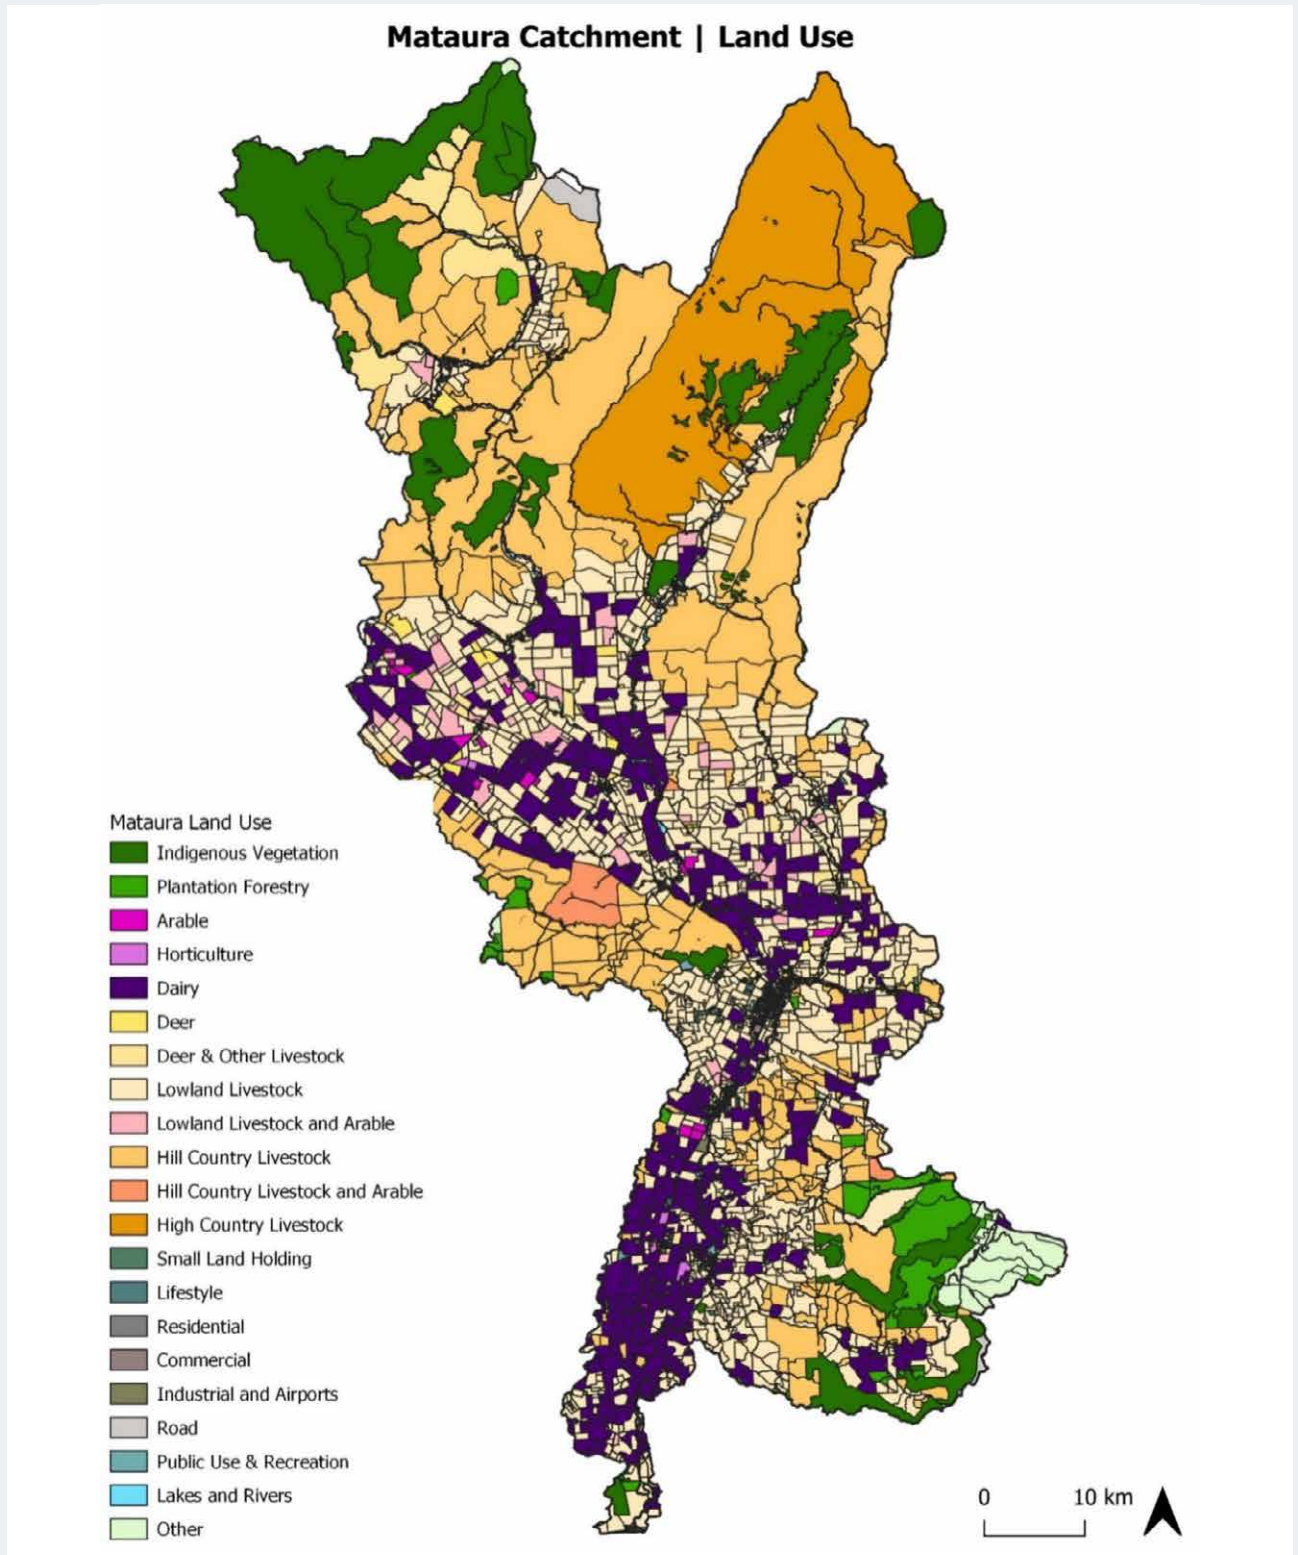 Mataura Catchment | Land Use
Mataura Land Use
Indigenous Vegetation
Plantation Forestry
Arable
Horticulture
Dairy
Deer
Deer & Other Livestock
Lowland Livestock
Lowland Livestock and Arable
Hill Country Livestock
Hill Country Livestock and Arable
High Country Livestock
Small Land Holding
Lifestyle
Residential
Commercial
Industrial and Airports
Road
Public Use & Recreation
Lakes and Rivers
Other
0 10 km